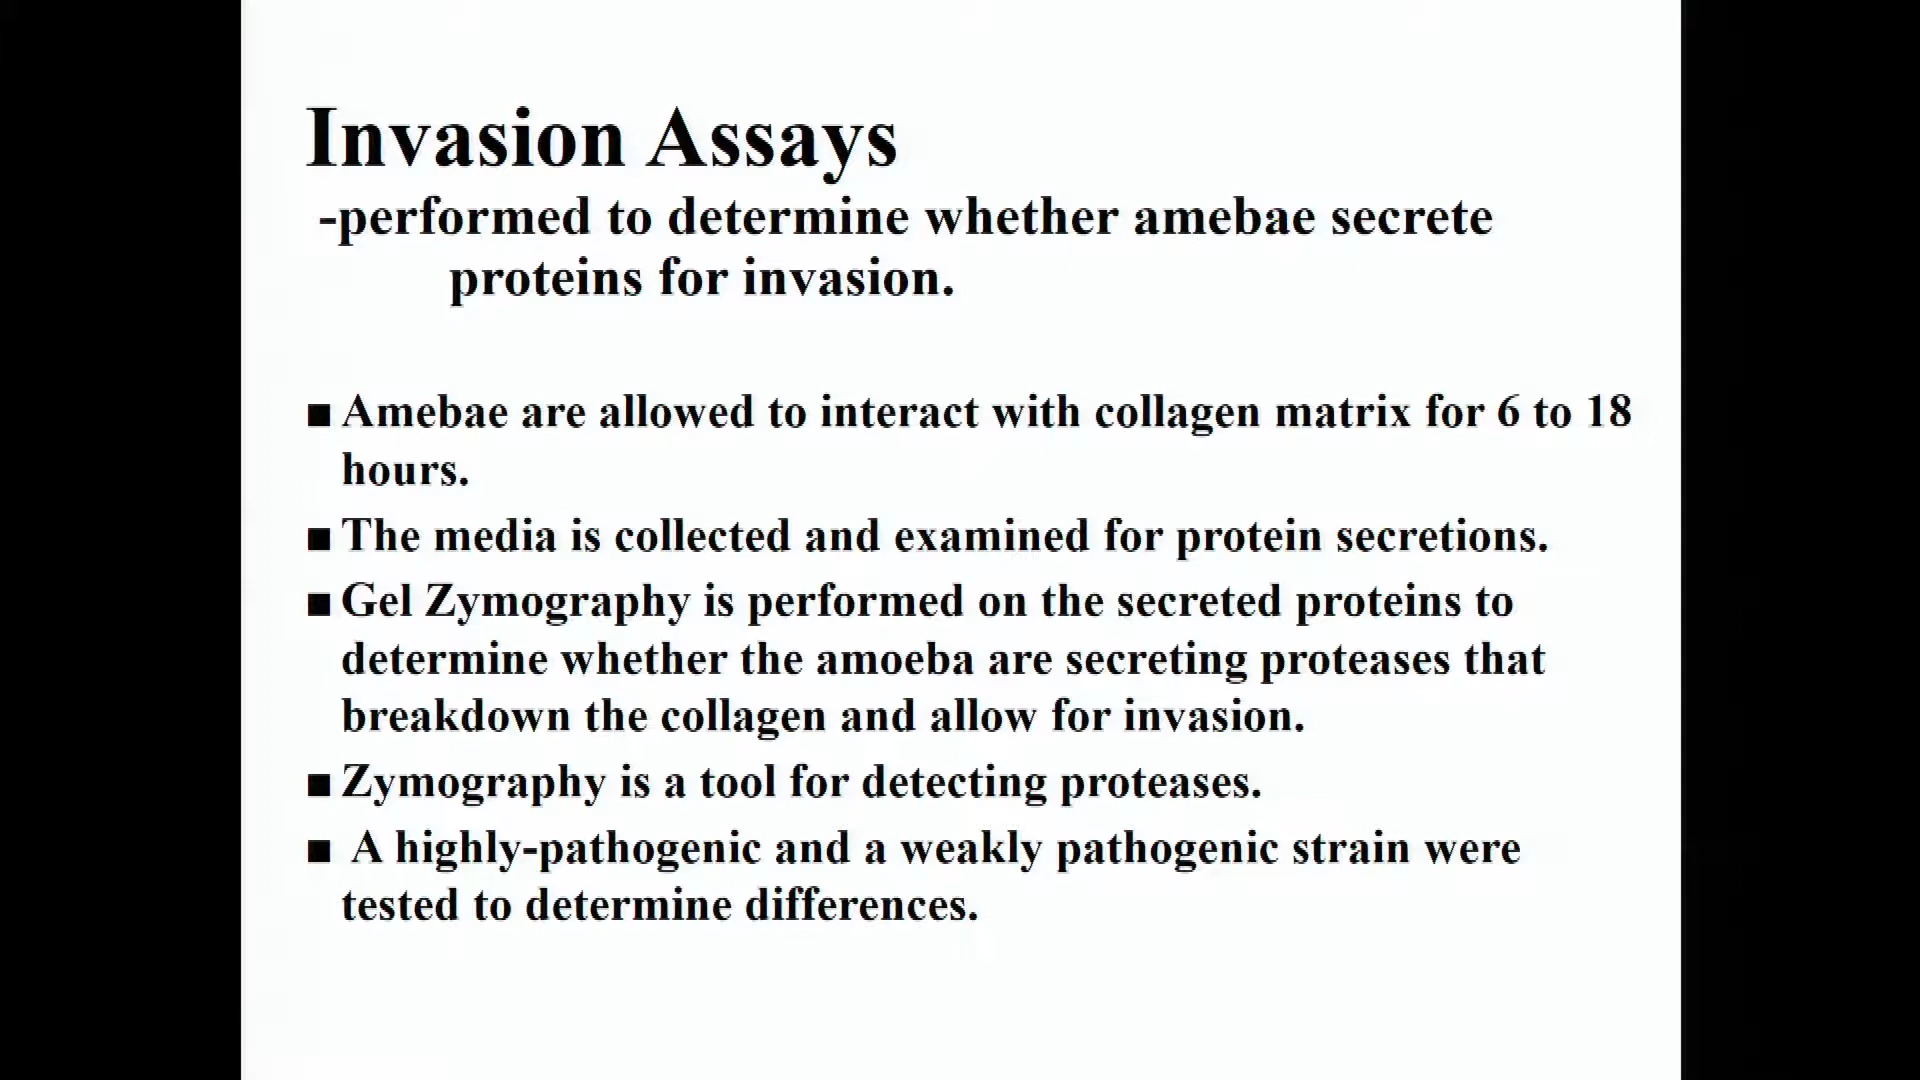 Invasion Assays
-performed to determine whether amebae secrete
proteins for invasion.
■ Amebae are allowed to interact with collagen matrix for 6 to 18
hours.
■ The media is collected and examined for protein secretions.
■ Gel Zymography is performed on the secreted proteins to
determine whether the amoeba are secreting proteases that
breakdown the collagen and allow for invasion.
■ Zymography is a tool for detecting proteases.
■ A highly-pathogenic and a weakly pathogenic strain were
tested to determine differences.